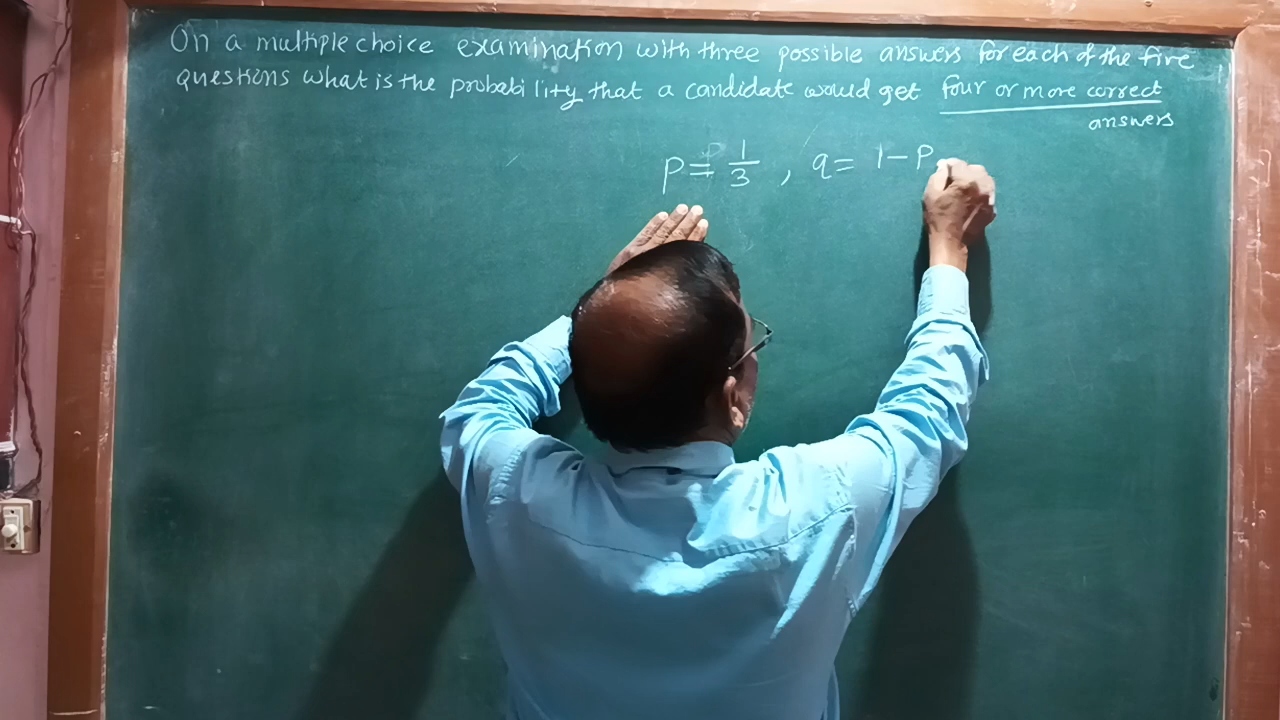 On a multiple choice examination with three possible answers for each of the five
questions what is the probability that a candidate would get four or more correct
answers
P = 1/3 , q = 1 - P